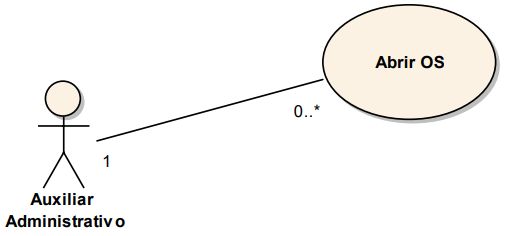 Abrir OS
0..*
1
Auxiliar
Administrativo